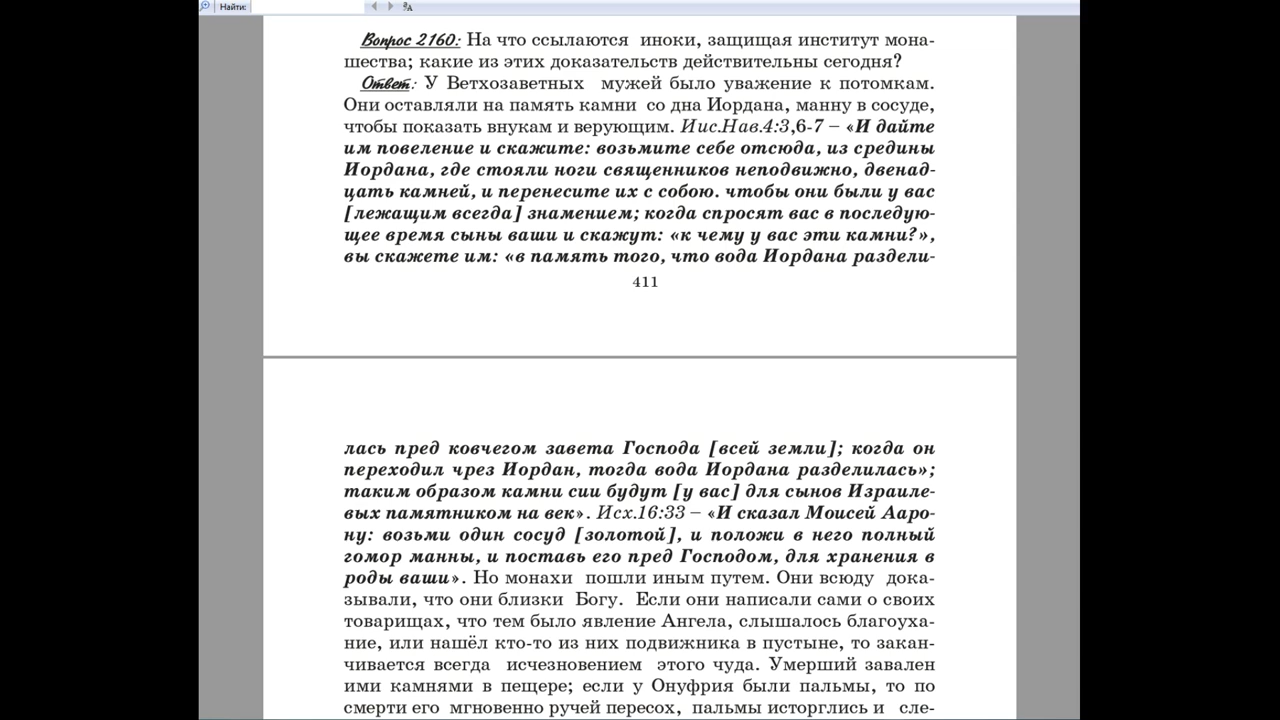 Найти:
Вопрос 2160: На что ссылаются иноки, защищая институт мона-
шества; какие из этих доказательств действительны сегодня?
Ответ: У Ветхозаветных мужей было уважение к потомкам.
Они оставляли на память камни со дна Иордана, манну в сосуде,
чтобы показать внукам и верующим. Иис.Нав.4:3,6-7 – «И дайте
им повеление и скажите: возьмите себе отсюда, из средины
Иордана, где стояли ноги священников неподвижно, двенад-
цать камней, и перенесите их с собою. чтобы они были у вас
[лежащим всегда] знамением; когда спросят вас в последую-
щее время сыны ваши и скажут: «к чему у вас эти камни?»,
вы скажете им: «в память того, что вода Иордана раздели-
411
лась пред ковчегом завета Господа [всей земли]; когда он
переходил чрез Иордан, тогда вода Иордана разделилась»;
таким образом камни сии будут [у вас] для сынов Израиле-
вых памятником на век». Исх.16:33 – «И сказал Моисей Ааро-
ну: возьми один сосуд [золотой], и положи в него полный
гомор манны, и поставь его пред Господом, для хранения в
роды ваши». Но монахи пошли иным путем. Они всюду дока-
зывали, что они близки Богу. Если они написали сами о своих
товарищах, что тем было явление Ангела, слышалось благоуха-
ние, или нашёл кто-то из них подвижника в пустыне, то закан-
чивается всегда исчезновением этого чуда. Умерший завален
ими камнями в пещере; если у Онуфрия были пальмы, то по
смерти его мгновенно ручей пересох, пальмы исторглись и сле-